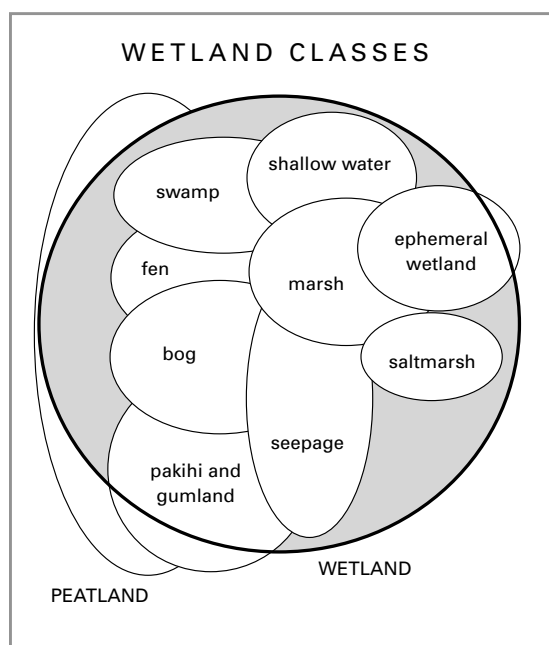 WETLAND CLASSES
shallow water
swamp
ephemeral
wetland
fen
marsh
bog
saltmarsh
seepage
pakihi and
gumland
WETLAND
PEATLAND